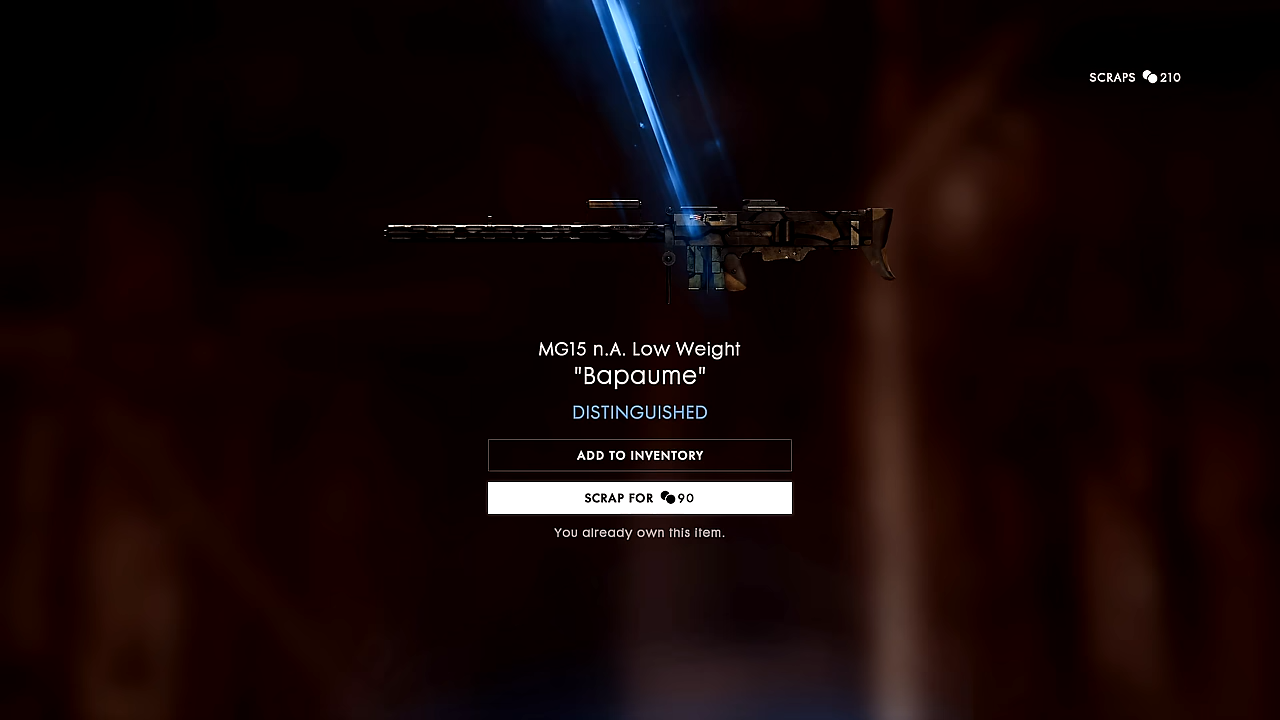 SCRAPS 210
MG15 n.A. Low Weight
"Bapaume"
DISTINGUISHED
ADD TO INVENTORY
SCRAP FOR 90
You already own this item.